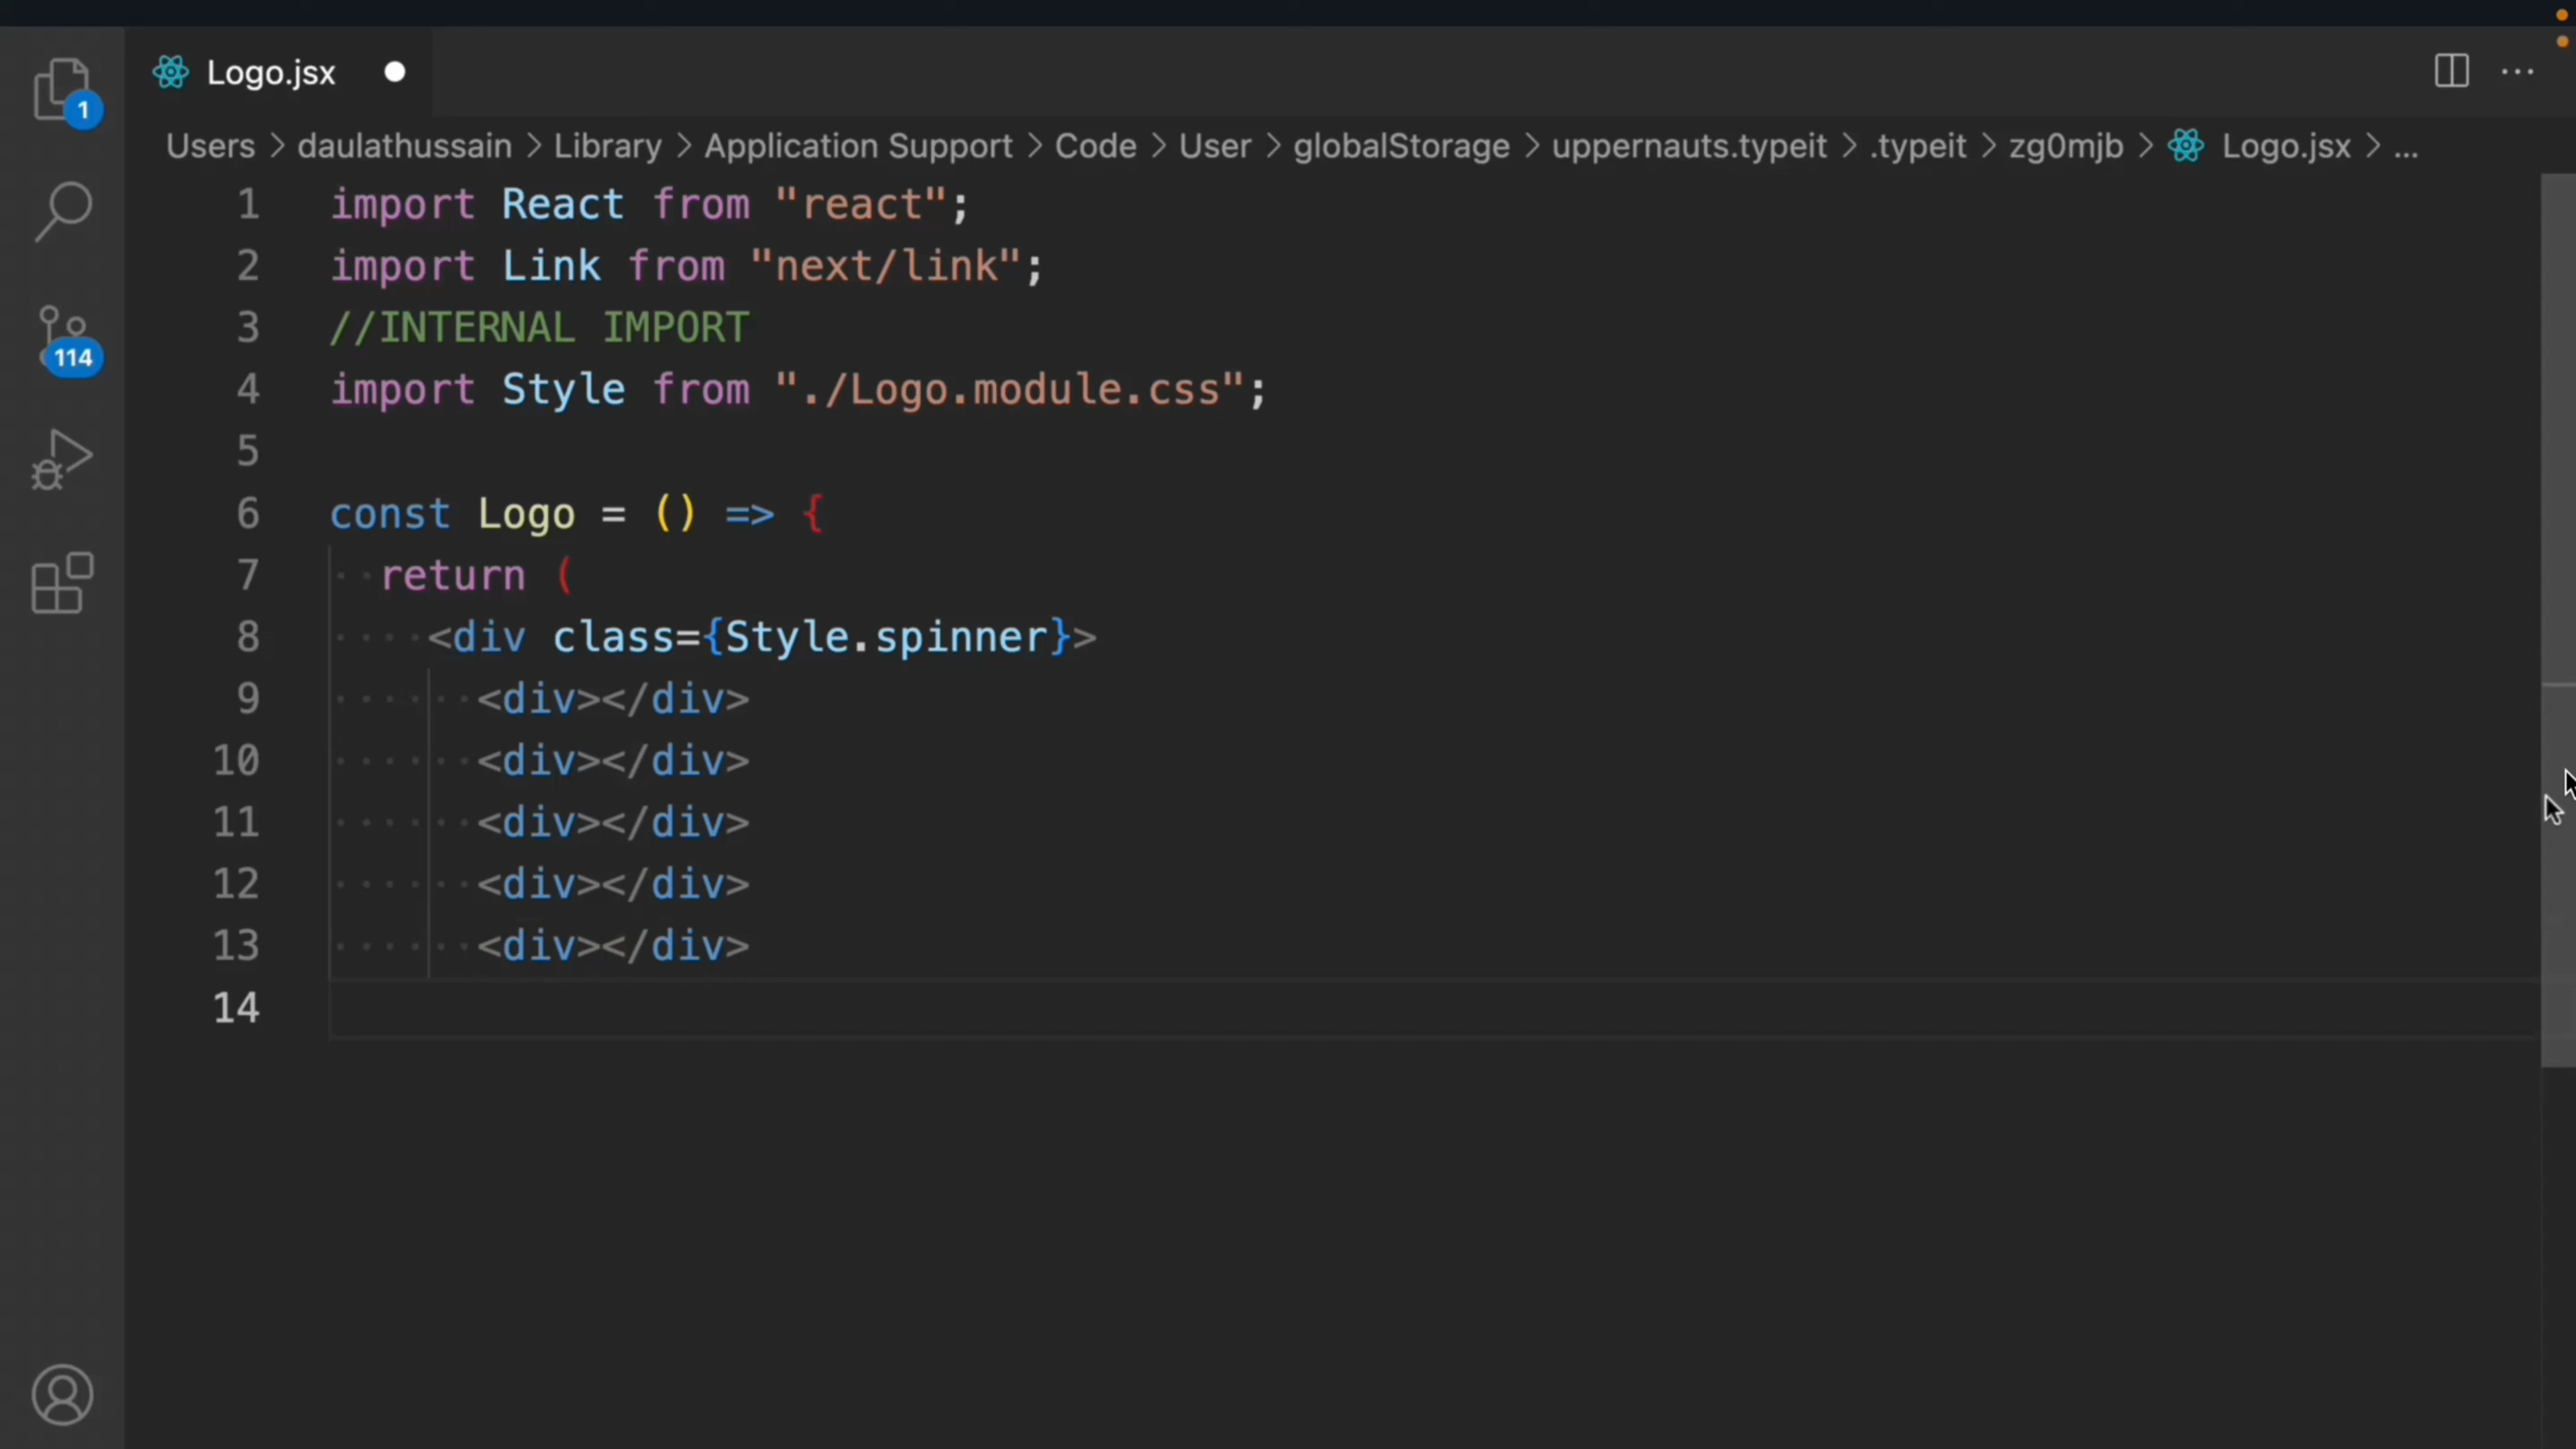 Logo.jsx
1
114
Users > daulathussain > Library > Application Support > Code > User > globalStorage > uppernauts.typeit > .typeit > zg0mjb > Logo.jsx > ...
1 import React from "react";
2 import Link from "next/link";
3 //INTERNAL IMPORT
4 import Style from "./Logo.module.css";
5
6 const Logo = () => {
7   return (
8     <div class={Style.spinner}>
9       <div></div>
10       <div></div>
11       <div></div>
12       <div></div>
13       <div></div>
14